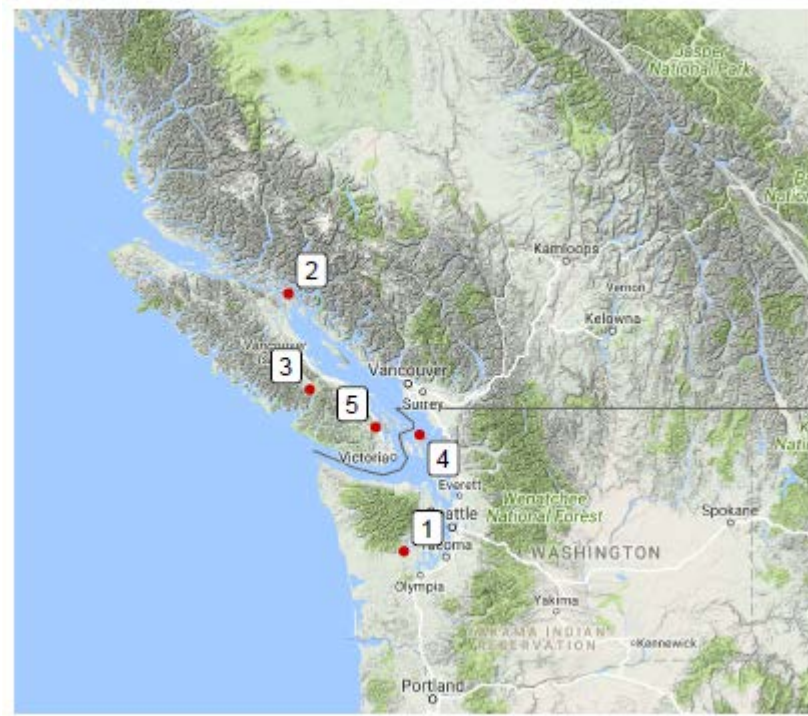 Jasper
National Park
Kamloops
2
Vernon
Kelowna
Vancouver
3
Vancouver
Surrey
5
Victoria
4
Everett
Wenatchee
National Forest
Spokane
1
Tacoma
WASHINGTON
Olympia
Yakima
YAKAMA INDIAN
RESERVATION
Kennewick
Portland